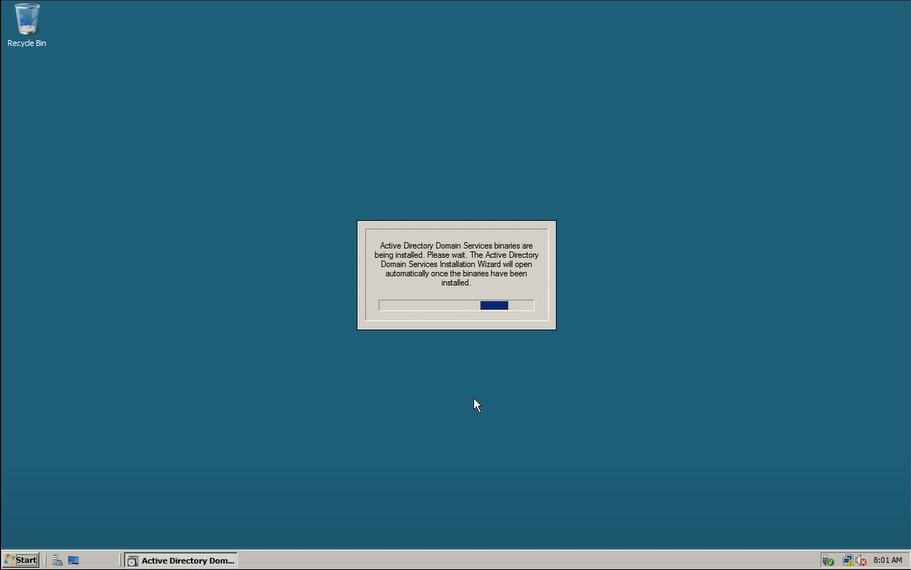 Recycle Bin
Active Directory Domain Services binaries are
being installed. Please wait. The Active Directory
Domain Services Installation Wizard will open
automatically once the binaries have been
installed.
Start
Active Directory Dom...
8:01 AM